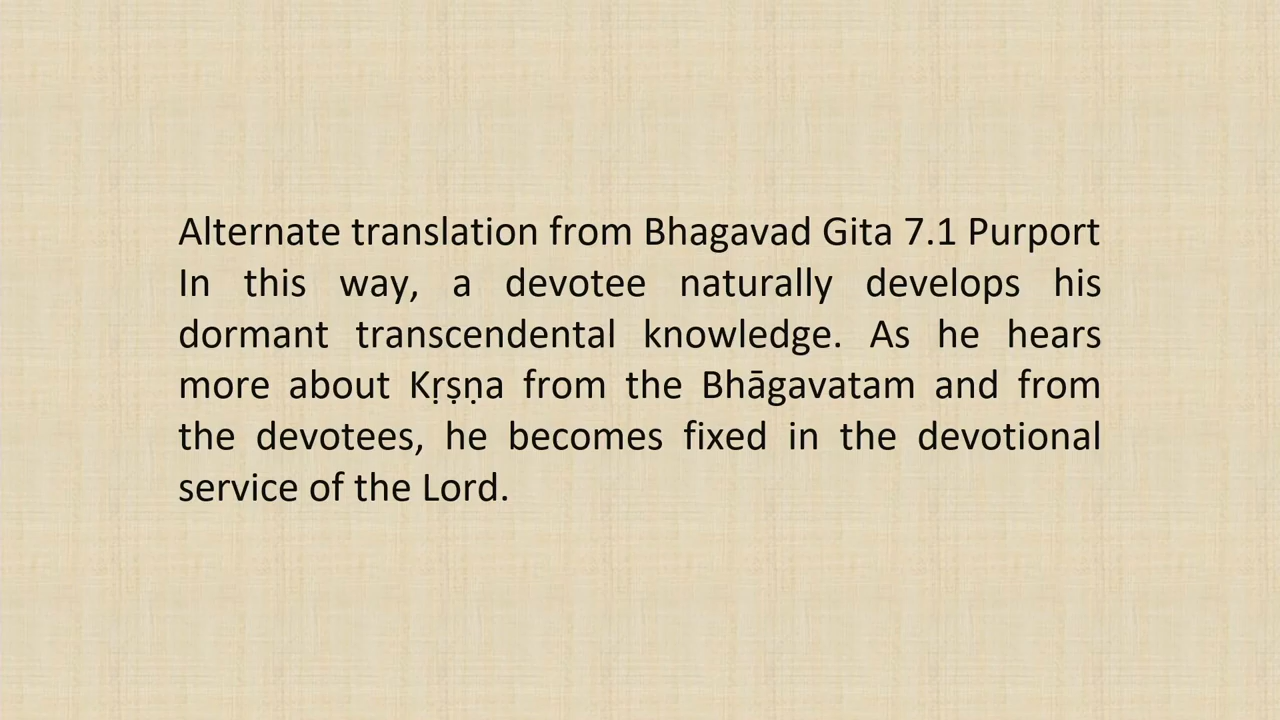 Alternate translation from Bhagavad Gita 7.1 Purport
In this way, a devotee naturally develops his
dormant transcendental knowledge. As he hears
more about Kṛṣṇa from the Bhāgavatam and from
the devotees, he becomes fixed in the devotional
service of the Lord.